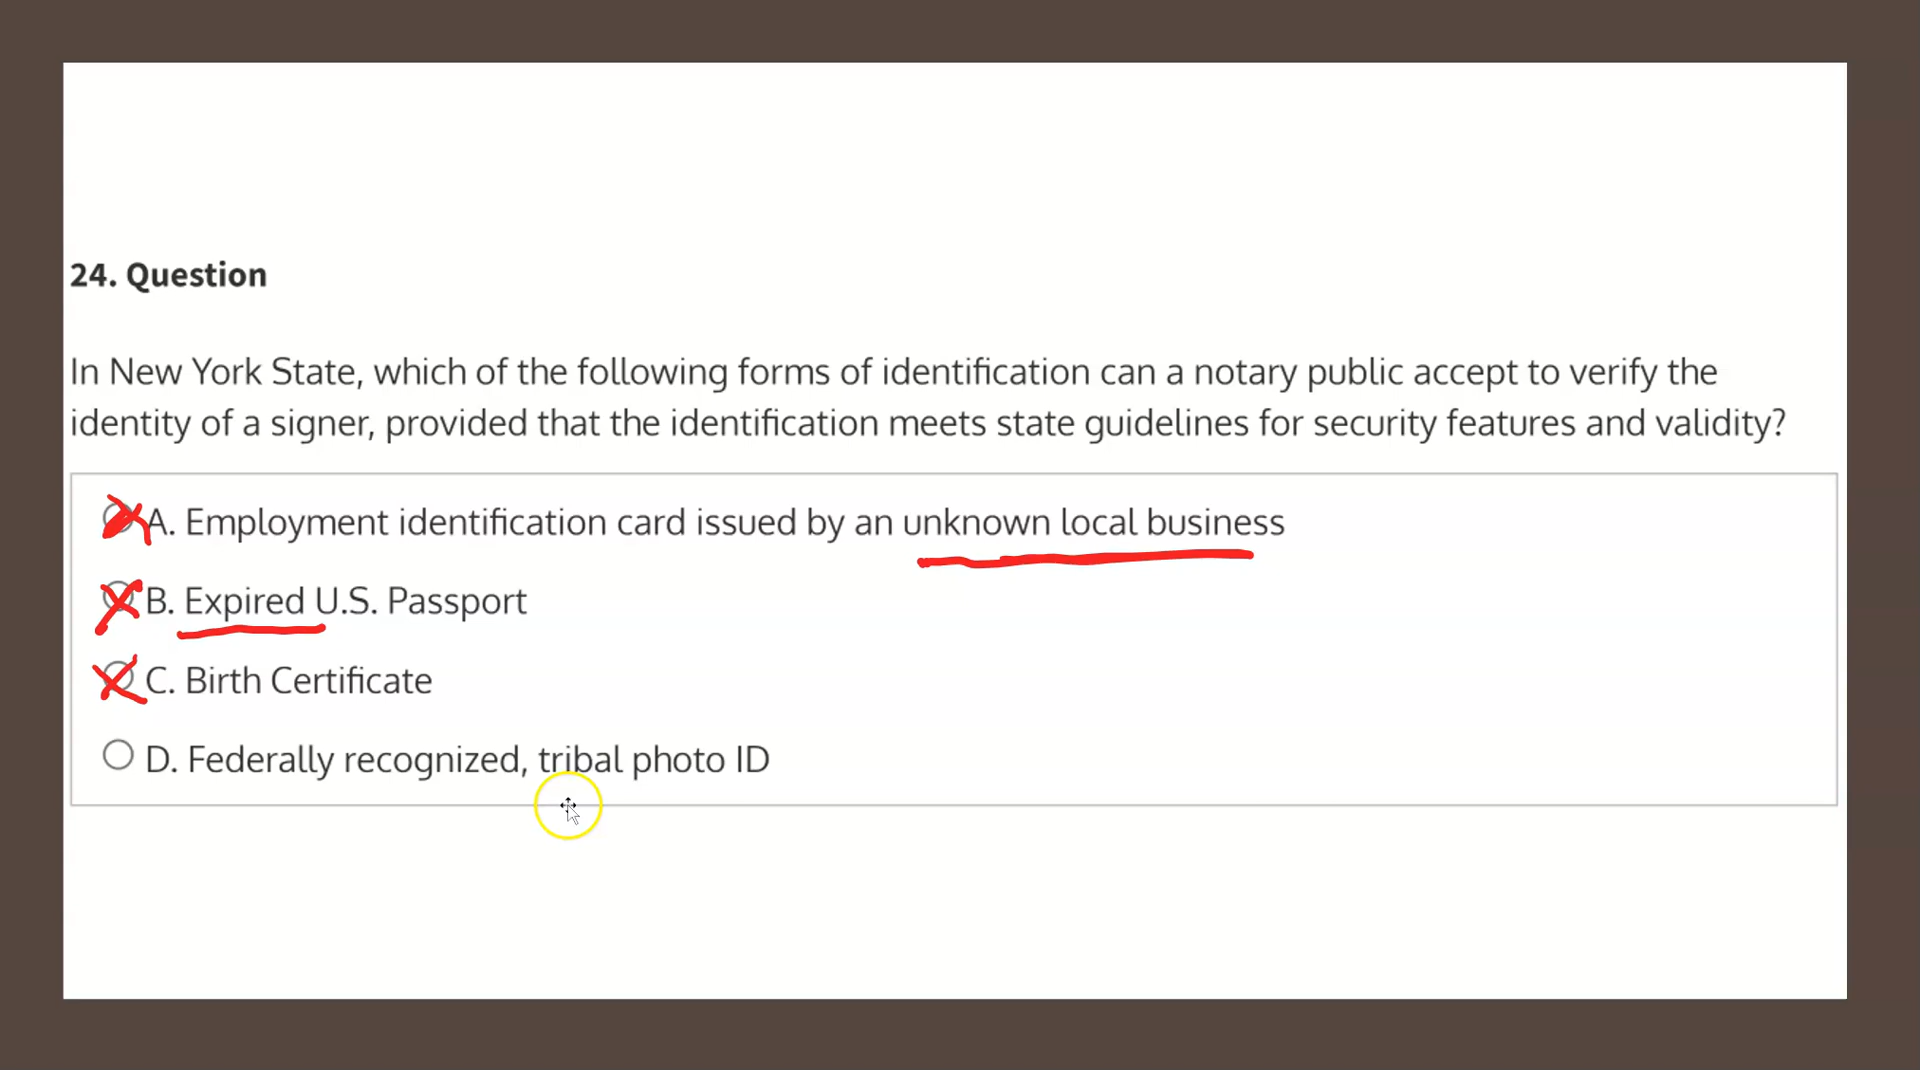 24. Question
In New York State, which of the following forms of identification can a notary public accept to verify the
identity of a signer, provided that the identification meets state guidelines for security features and validity?
A. Employment identification card issued by an unknown local business
B. Expired U.S. Passport
C. Birth Certificate
D. Federally recognized, tribal photo ID